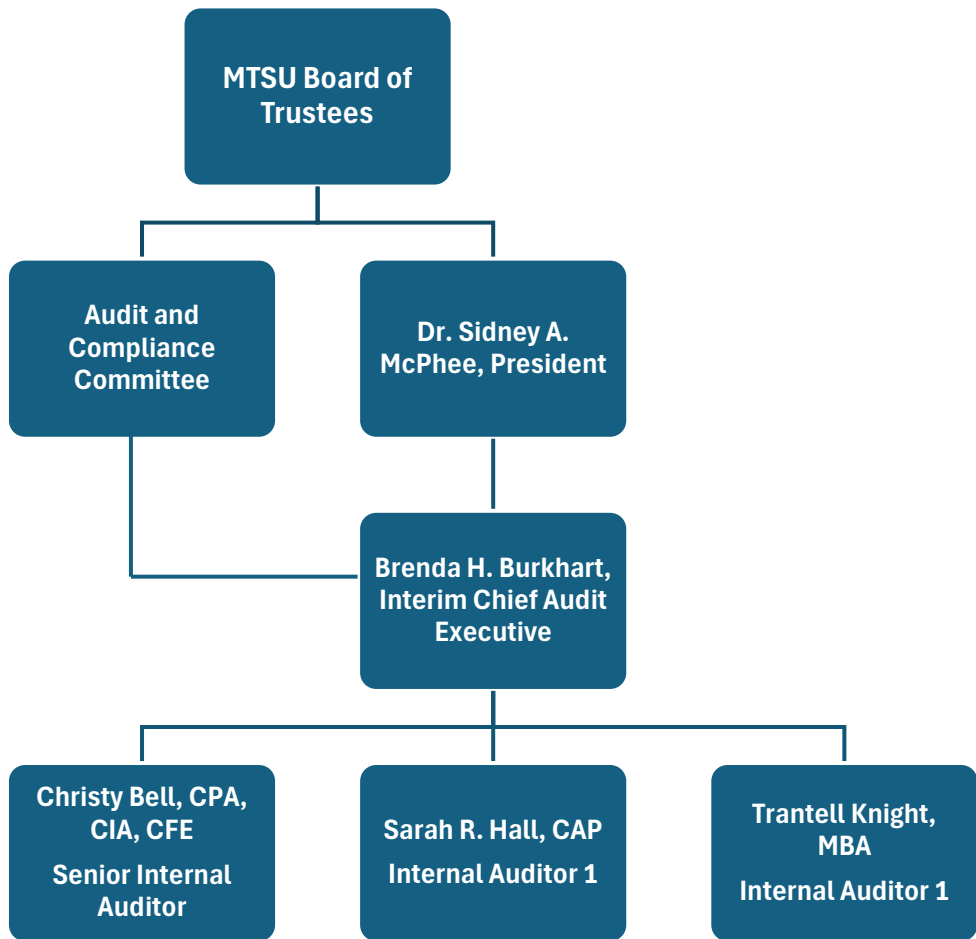 MTSU Board of
Trustees
Audit and
Compliance
Committee
Dr. Sidney A.
McPhee, President
Brenda H. Burkhart,
Interim Chief Audit
Executive
Christy Bell, CPA,
CIA, CFE
Senior Internal
Auditor
Sarah R. Hall, CAP
Internal Auditor 1
Trantell Knight,
MBA
Internal Auditor 1